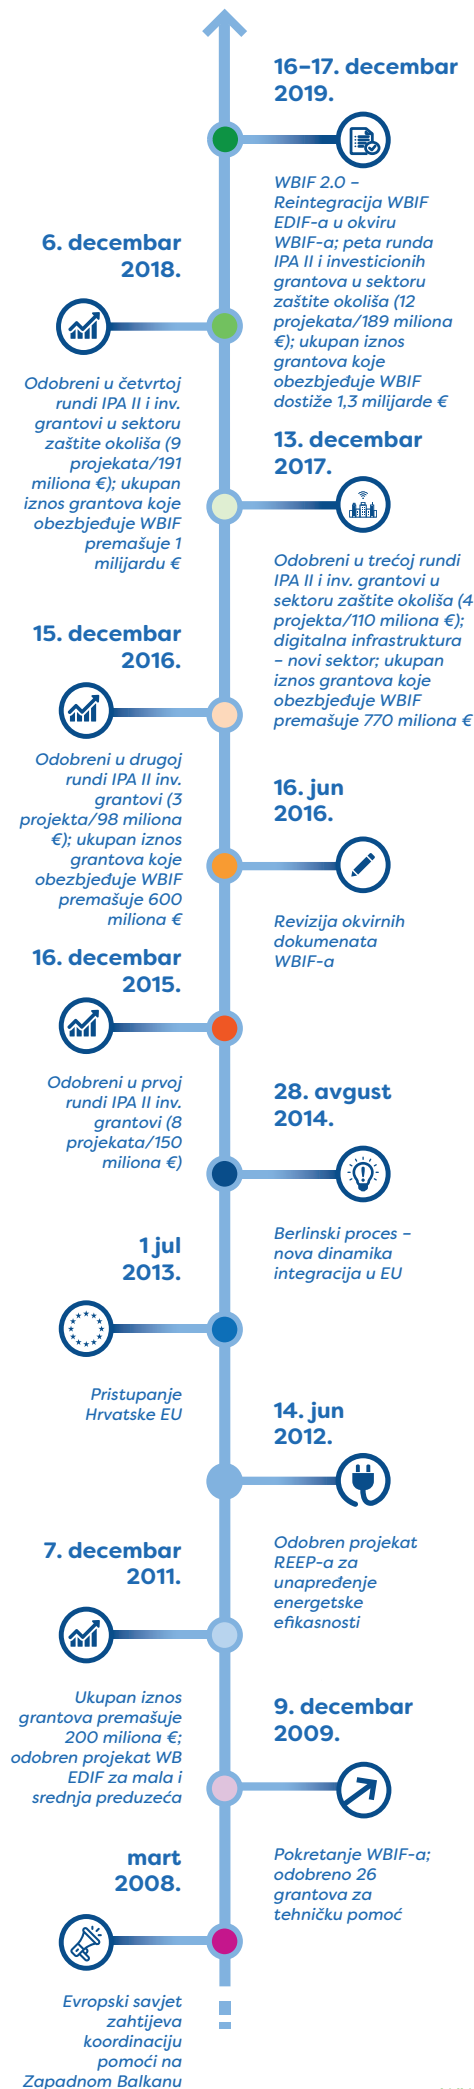 16–17. decembar
2019.
WBIF 2.0 –
Reintegracija WBIF
EDIF-a u okviru
WBIF-a; peta runda
IPA II i investicionih
grantova u sektoru
zaštite okoliša (12
projekata/189 miliona
€); ukupan iznos
grantova koje
obezbjeđuje WBIF
dostiže 1,3 milijarde €
6. decembar
2018.
Odobreni u četvrtoj
rundi IPA II i inv.
grantovi u sektoru
zaštite okoliša (9
projekata/191
miliona €); ukupan
iznos grantova koje
obezbjeđuje WBIF
premašuje 1
milijardu €
13. decembar
2017.
Odobreni u trećoj rundi
IPA II i inv. grantovi u
sektoru zaštite okoliša (4
projekta/110 miliona €);
digitalna infrastruktura
– novi sektor; ukupan
iznos grantova koje
obezbjeđuje WBIF
premašuje 770 miliona €
15. decembar
2016.
Odobreni u drugoj
rundi IPA II inv.
grantovi (3
projekta/98 miliona
€); ukupan iznos
grantova koje
obezbjeđuje WBIF
premašuje 600
miliona €
16. jun
2016.
Revizija okvirnih
dokumenata
WBIF-a
16. decembar
2015.
Odobreni u prvoj
rundi IPA II inv.
grantovi (8
projekata/150
miliona €)
28. avgust
2014.
Berlinski proces –
nova dinamika
integracija u EU
1 jul
2013.
Pristupanje
Hrvatske EU
14. jun
2012.
Odobren projekat
REEP-a za
unapređenje
energetske
efikasnosti
7. decembar
2011.
Ukupan iznos
grantova premašuje
200 miliona €;
odobren projekat WB
EDIF za mala i
srednja preduzeća
9. decembar
2009.
Pokretanje WBIF-a;
odobreno 26
grantova za
tehničku pomoć
mart
2008.
Evropski savjet
zahtijeva
koordinaciju
pomoći na
Zapadnom Balkanu